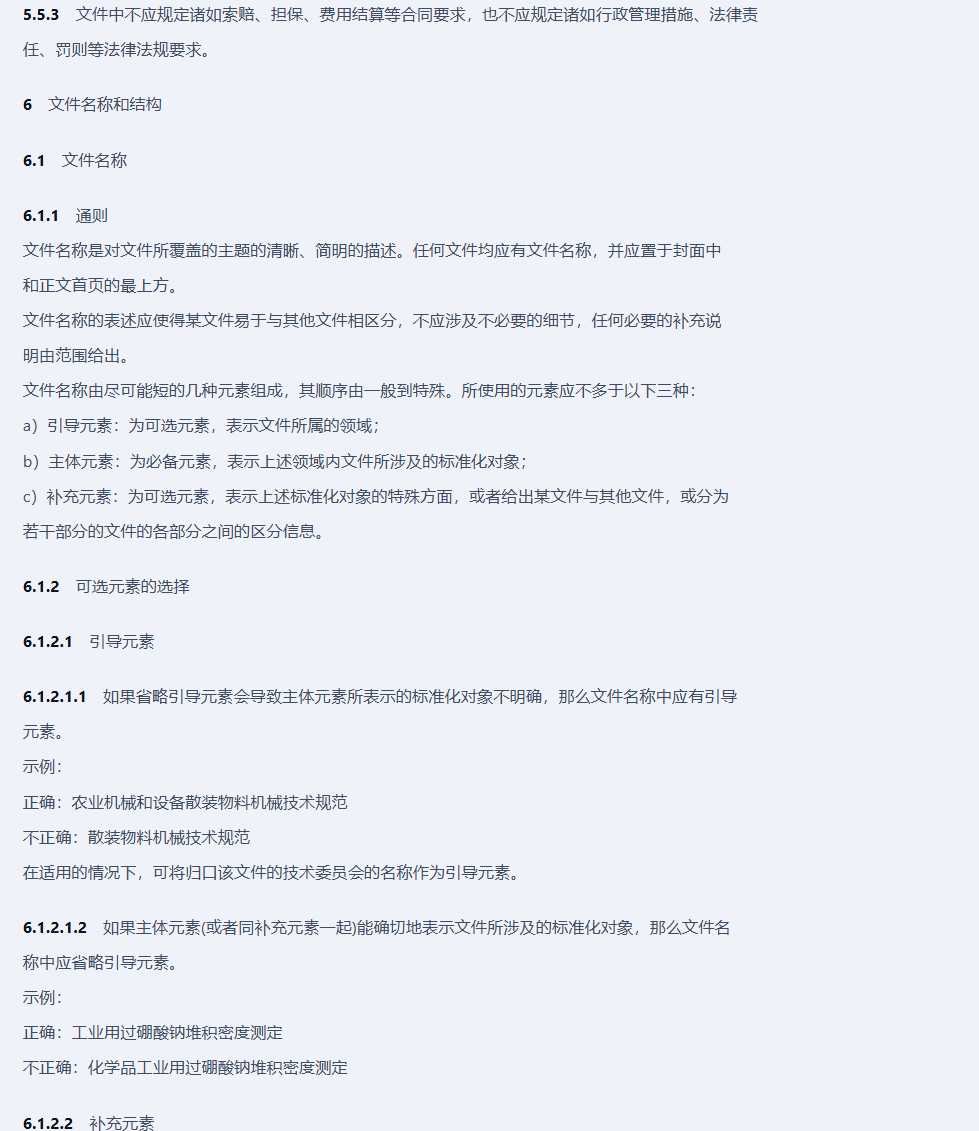 5.5.3 文件中不应规定诸如索赔、担保、费用结算等合同要求，也不应规定诸如行政管理措施、法律责
任、罚则等法律法规要求。
6 文件名称和结构
6.1 文件名称
6.1.1 通则
文件名称是对文件所覆盖的主题的清晰、简明的描述。任何文件均应有文件名称，并应置于封面中
和正文首页的最上方。
文件名称的表述应使得某文件易于与其他文件相区分，不应涉及不必要的细节，任何必要的补充说
明由范围给出。
文件名称由尽可能短的几种元素组成，其顺序由一般到特殊。所使用的元素应不多于以下三种：
a）引导元素：为可选元素，表示文件所属的领域；
b）主体元素：为必备元素，表示上述领域内文件所涉及的标准化对象；
c）补充元素：为可选元素，表示上述标准化对象的特殊方面，或者给出某文件与其他文件，或分为
若干部分的文件的各部分之间的区分信息。
6.1.2 可选元素的选择
6.1.2.1 引导元素
6.1.2.1.1 如果省略引导元素会导致主体元素所表示的标准化对象不明确，那么文件名称中应有引导
元素。
示例：
正确：农业机械和设备散装物料机械技术规范
不正确：散装物料机械技术规范
在适用的情况下，可将归口该文件的技术委员会的名称作为引导元素。
6.1.2.1.2 如果主体元素(或者同补充元素一起)能确切地表示文件所涉及的标准化对象，那么文件名
称中应省略引导元素。
示例：
正确：工业用过硼酸钠堆积密度测定
不正确：化学品工业用过硼酸钠堆积密度测定
6.1.2.2 补充元素